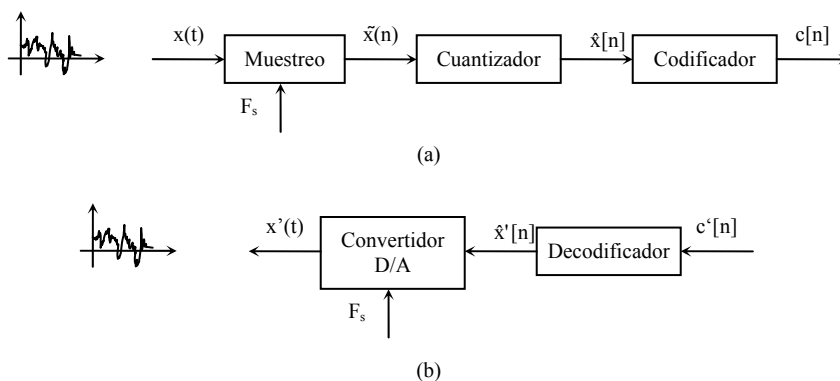 x(t)
Muestreo
x̃(n)
Cuantizador
x̂[n]
Codificador
c[n]
Fs
(a)
x’(t)
Convertidor
D/A
x̂'[n]
Decodificador
c‘[n]
Fs
(b)